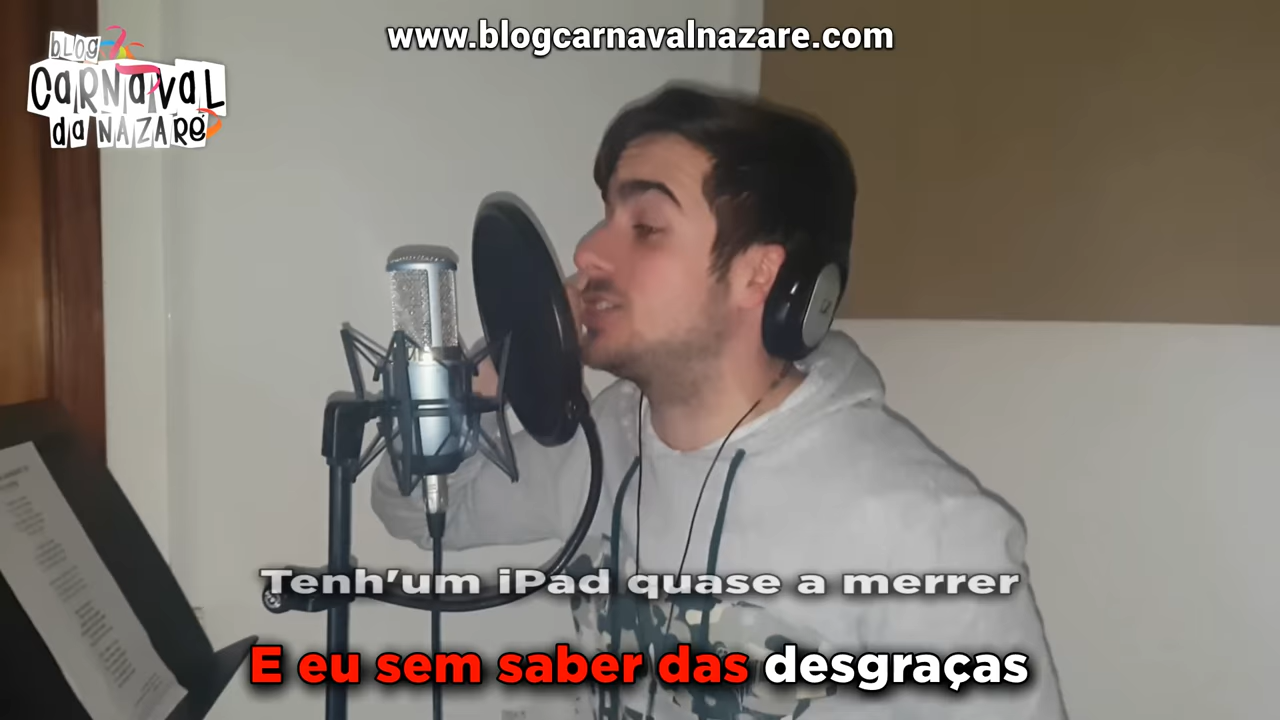 www.blogcarnavalnazare.com
blog
CARNAVAL
da NAZARÉ
Tenh'um iPad quase a merrer
E eu sem saber das desgraças